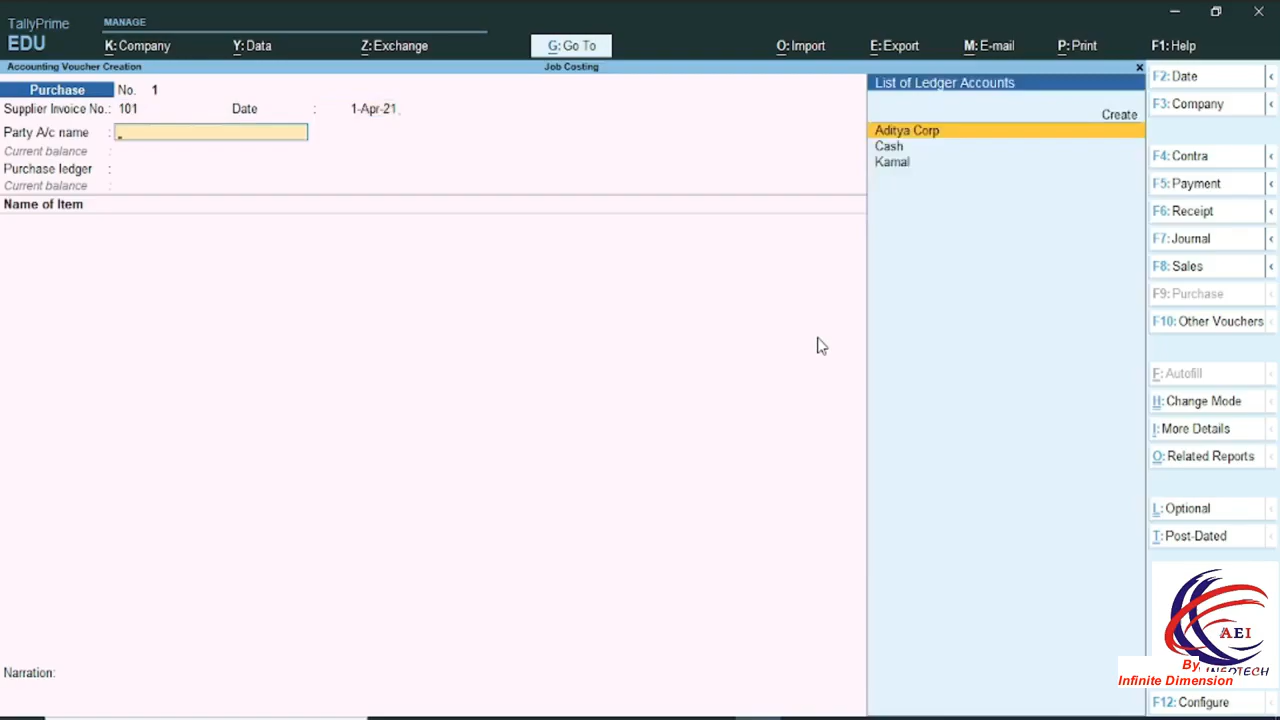 TallyPrime
EDU
MANAGE
K: Company
Y: Data
Z: Exchange
G: Go To
O: Import
E: Export
M: E-mail
P: Print
F1: Help
Accounting Voucher Creation
Job Costing
Purchase No. 1
Supplier Invoice No.: 101 Date : 1-Apr-21
Party A/c name :
Current balance :
Purchase ledger :
Current balance :
Name of Item
Narration:
List of Ledger Accounts
Create
Aditya Corp
Cash
Kamal
F2: Date
F3: Company
F4: Contra
F5: Payment
F6: Receipt
F7: Journal
F8: Sales
F9: Purchase
F10: Other Vouchers
F: Autofill
H: Change Mode
I: More Details
O: Related Reports
L: Optional
T: Post-Dated
AEI
By,
Infinite Dimension
F12: Configure